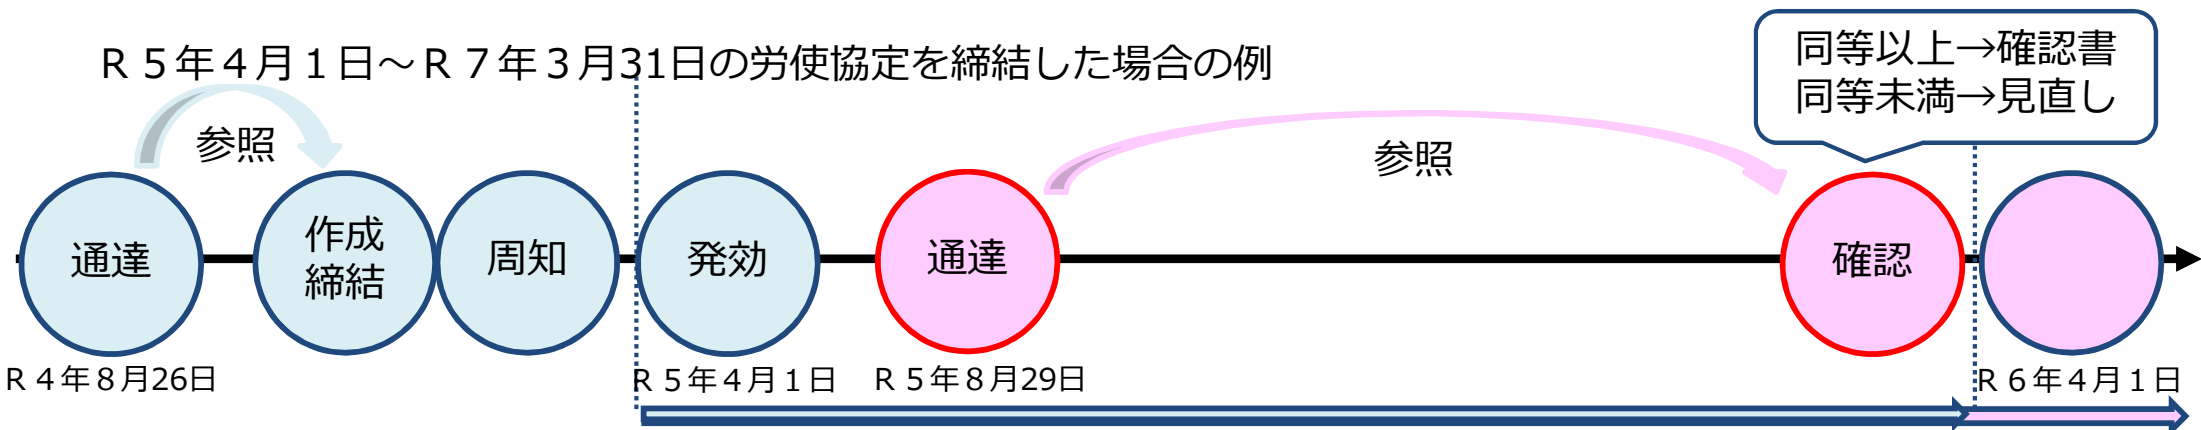 Ｒ５年４月１日～Ｒ７年３月31日の労使協定を締結した場合の例
同等以上→確認書
同等未満→見直し
参照
参照
通達
作成
締結
周知
発効
通達
確認
Ｒ４年８月26日
Ｒ５年４月１日
Ｒ５年８月29日
Ｒ６年４月１日